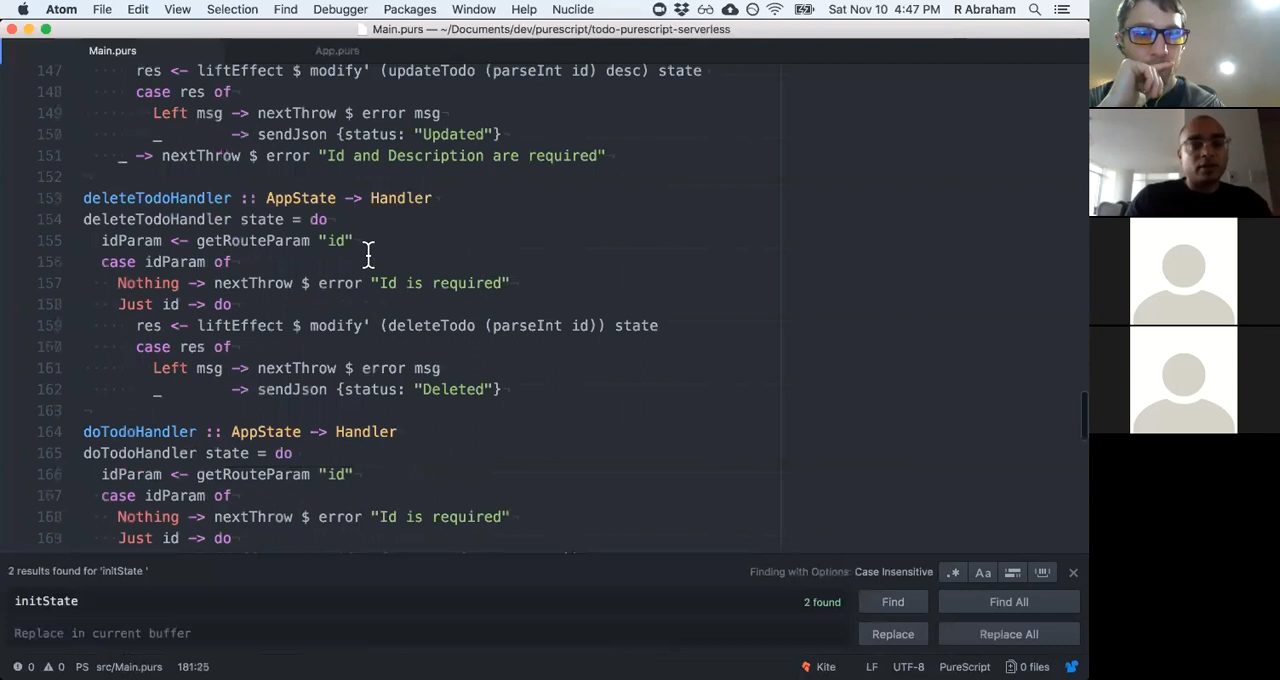 Atom File Edit View Selection Find Debugger Packages Window Help Nuclide Sat Nov 10 4:47 PM R Abraham
Main.purs — ~/Documents/dev/purescript/todo-purescript-serverless
Main.purs App.purs
147 res <- liftEffect $ modify' (updateTodo (parseInt id) desc) state
148 case res of
149 Left msg -> nextThrow $ error msg
150 _ -> sendJson {status: "Updated"}
151 _ -> nextThrow $ error "Id and Description are required"
152
153 deleteTodoHandler :: AppState -> Handler
154 deleteTodoHandler state = do
155 idParam <- getRouteParam "id"
156 case idParam of
157 Nothing -> nextThrow $ error "Id is required"
158 Just id -> do
159 res <- liftEffect $ modify' (deleteTodo (parseInt id)) state
160 case res of
161 Left msg -> nextThrow $ error msg
162 _ -> sendJson {status: "Deleted"}
163
164 doTodoHandler :: AppState -> Handler
165 doTodoHandler state = do
166 idParam <- getRouteParam "id"
167 case idParam of
168 Nothing -> nextThrow $ error "Id is required"
169 Just id -> do
2 results found for 'initState ' Finding with Options: Case Insensitive .* Aa
initState 2 found Find Find All
Replace in current buffer Replace Replace All
0 0 PS src/Main.purs 181:25 Kite LF UTF-8 PureScript 0 files